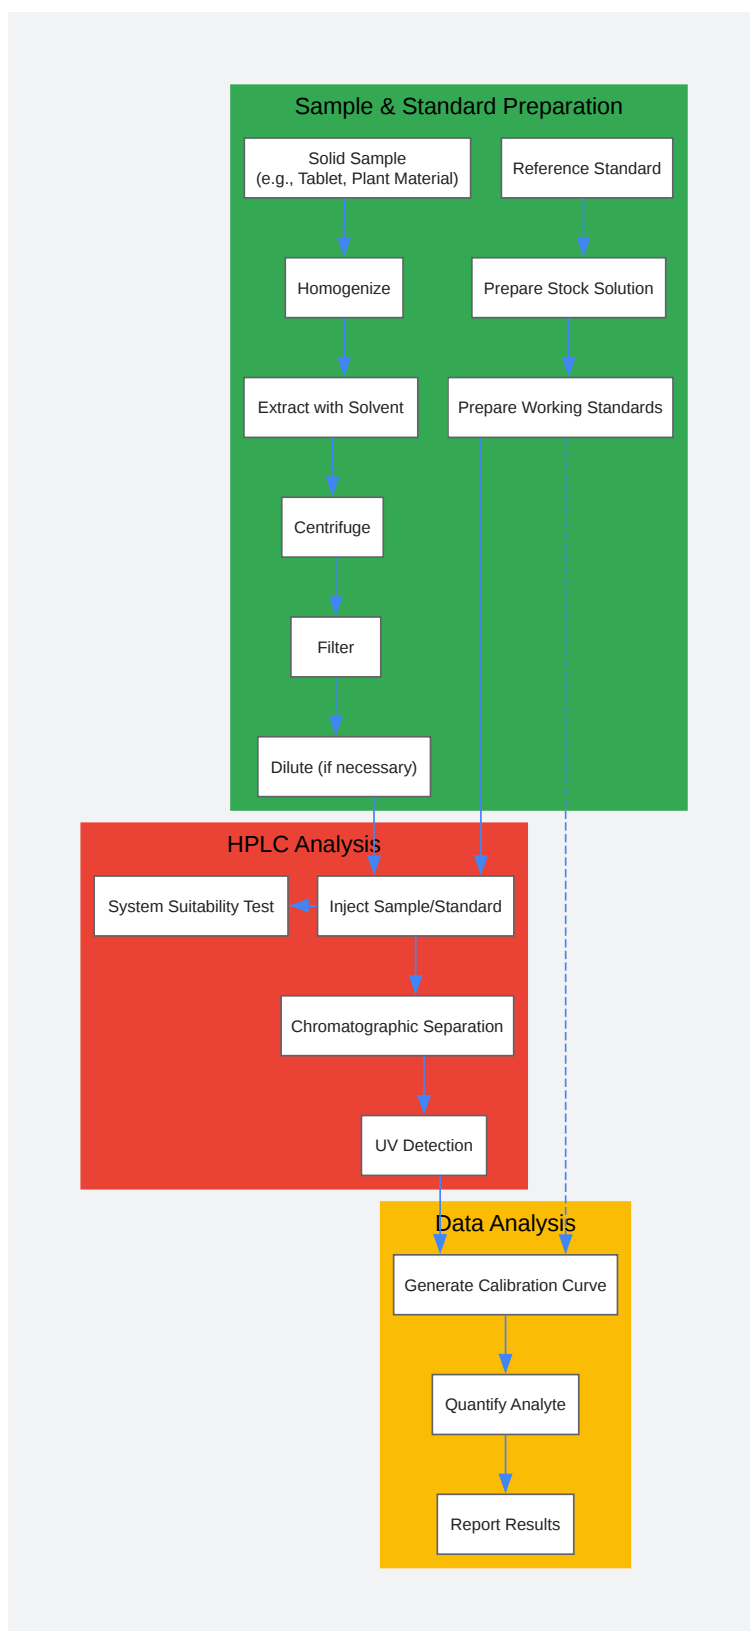 Sample & Standard Preparation
Solid Sample
(e.g., Tablet, Plant Material)
Reference Standard
Homogenize
Prepare Stock Solution
Extract with Solvent
Prepare Working Standards
Centrifuge
Filter
Dilute (if necessary)
HPLC Analysis
System Suitability Test
Inject Sample/Standard
Chromatographic Separation
UV Detection
Data Analysis
Generate Calibration Curve
Quantify Analyte
Report Results